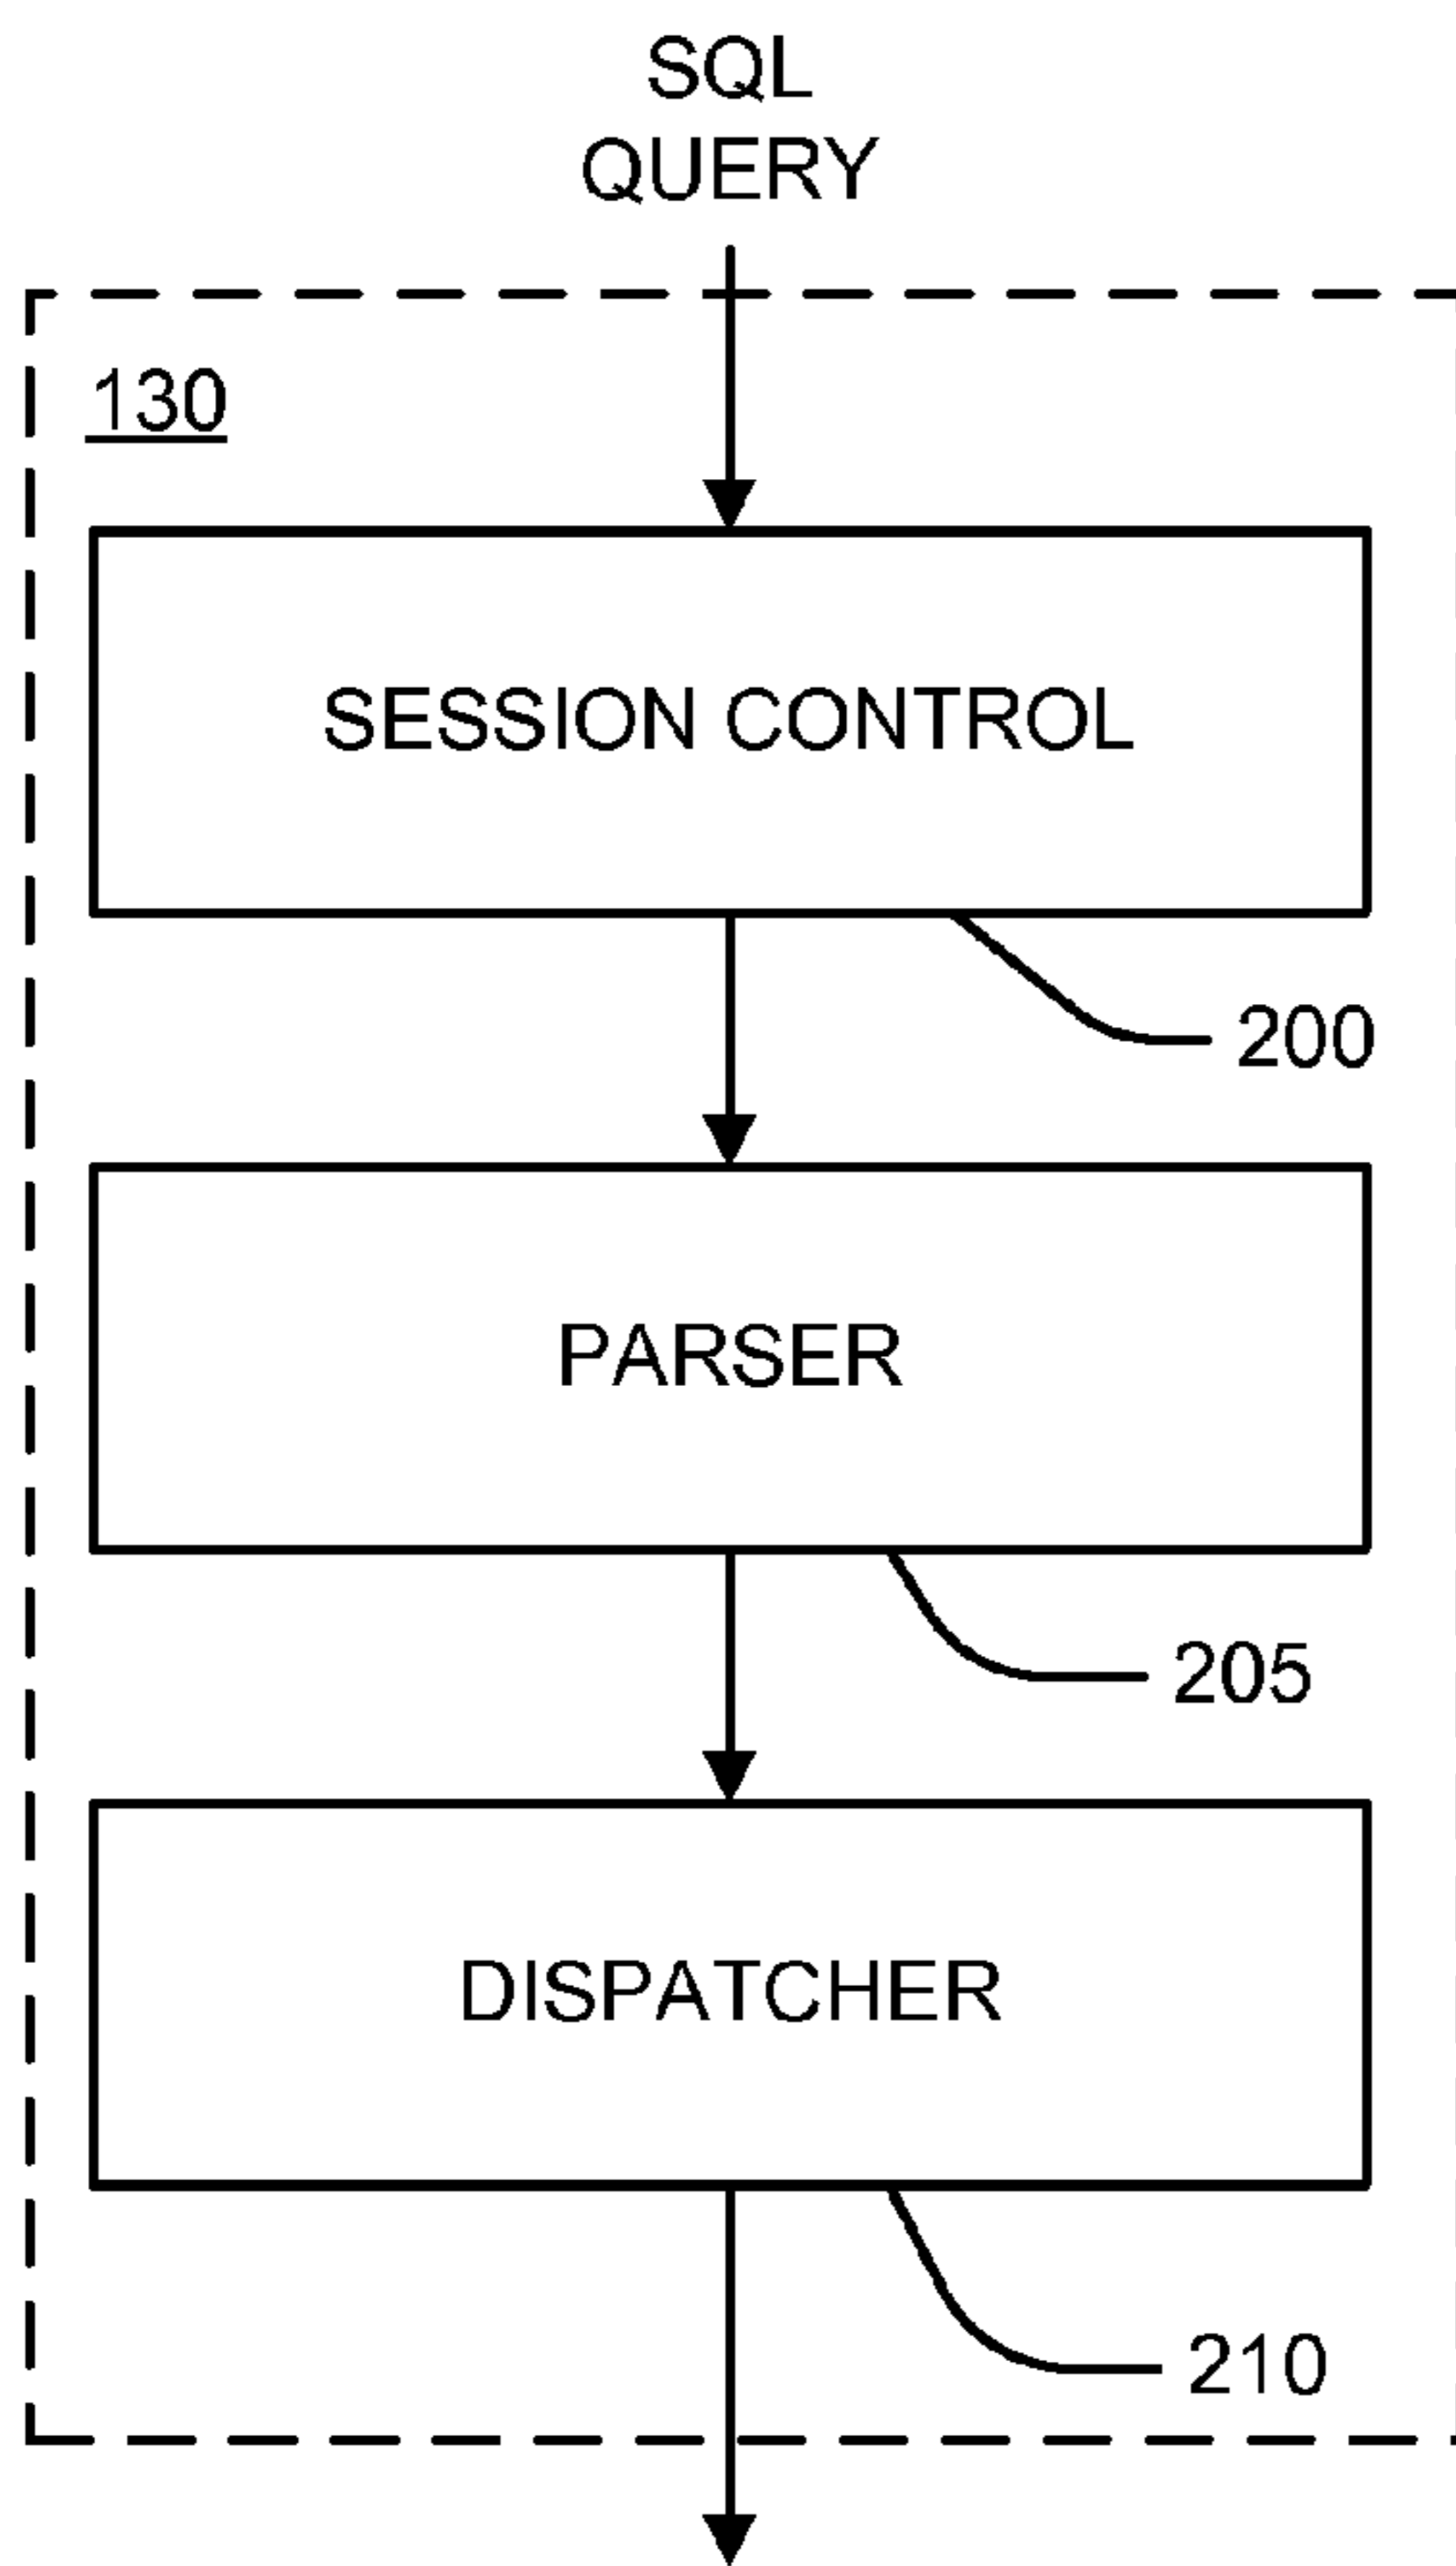 SQL
QUERY
130
SESSION CONTROL
200
PARSER
205
DISPATCHER
210